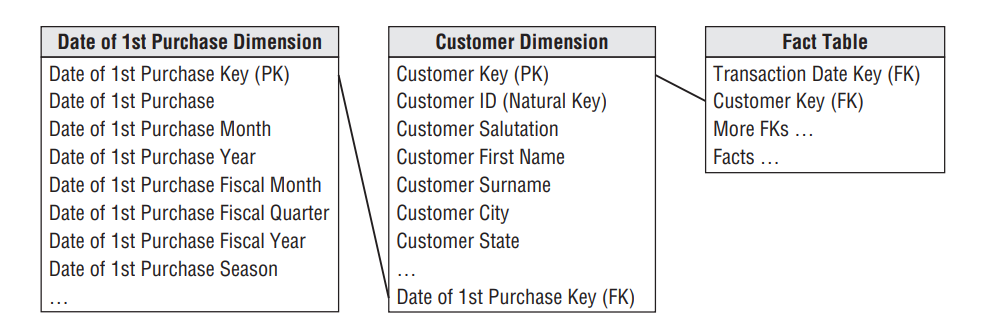 Date of 1st Purchase Dimension
Date of 1st Purchase Key (PK)
Date of 1st Purchase
Date of 1st Purchase Month
Date of 1st Purchase Year
Date of 1st Purchase Fiscal Month
Date of 1st Purchase Fiscal Quarter
Date of 1st Purchase Fiscal Year
Date of 1st Purchase Season
...
Customer Dimension
Customer Key (PK)
Customer ID (Natural Key)
Customer Salutation
Customer First Name
Customer Surname
Customer City
Customer State
...
Date of 1st Purchase Key (FK)
Fact Table
Transaction Date Key (FK)
Customer Key (FK)
More FKs ...
Facts ...